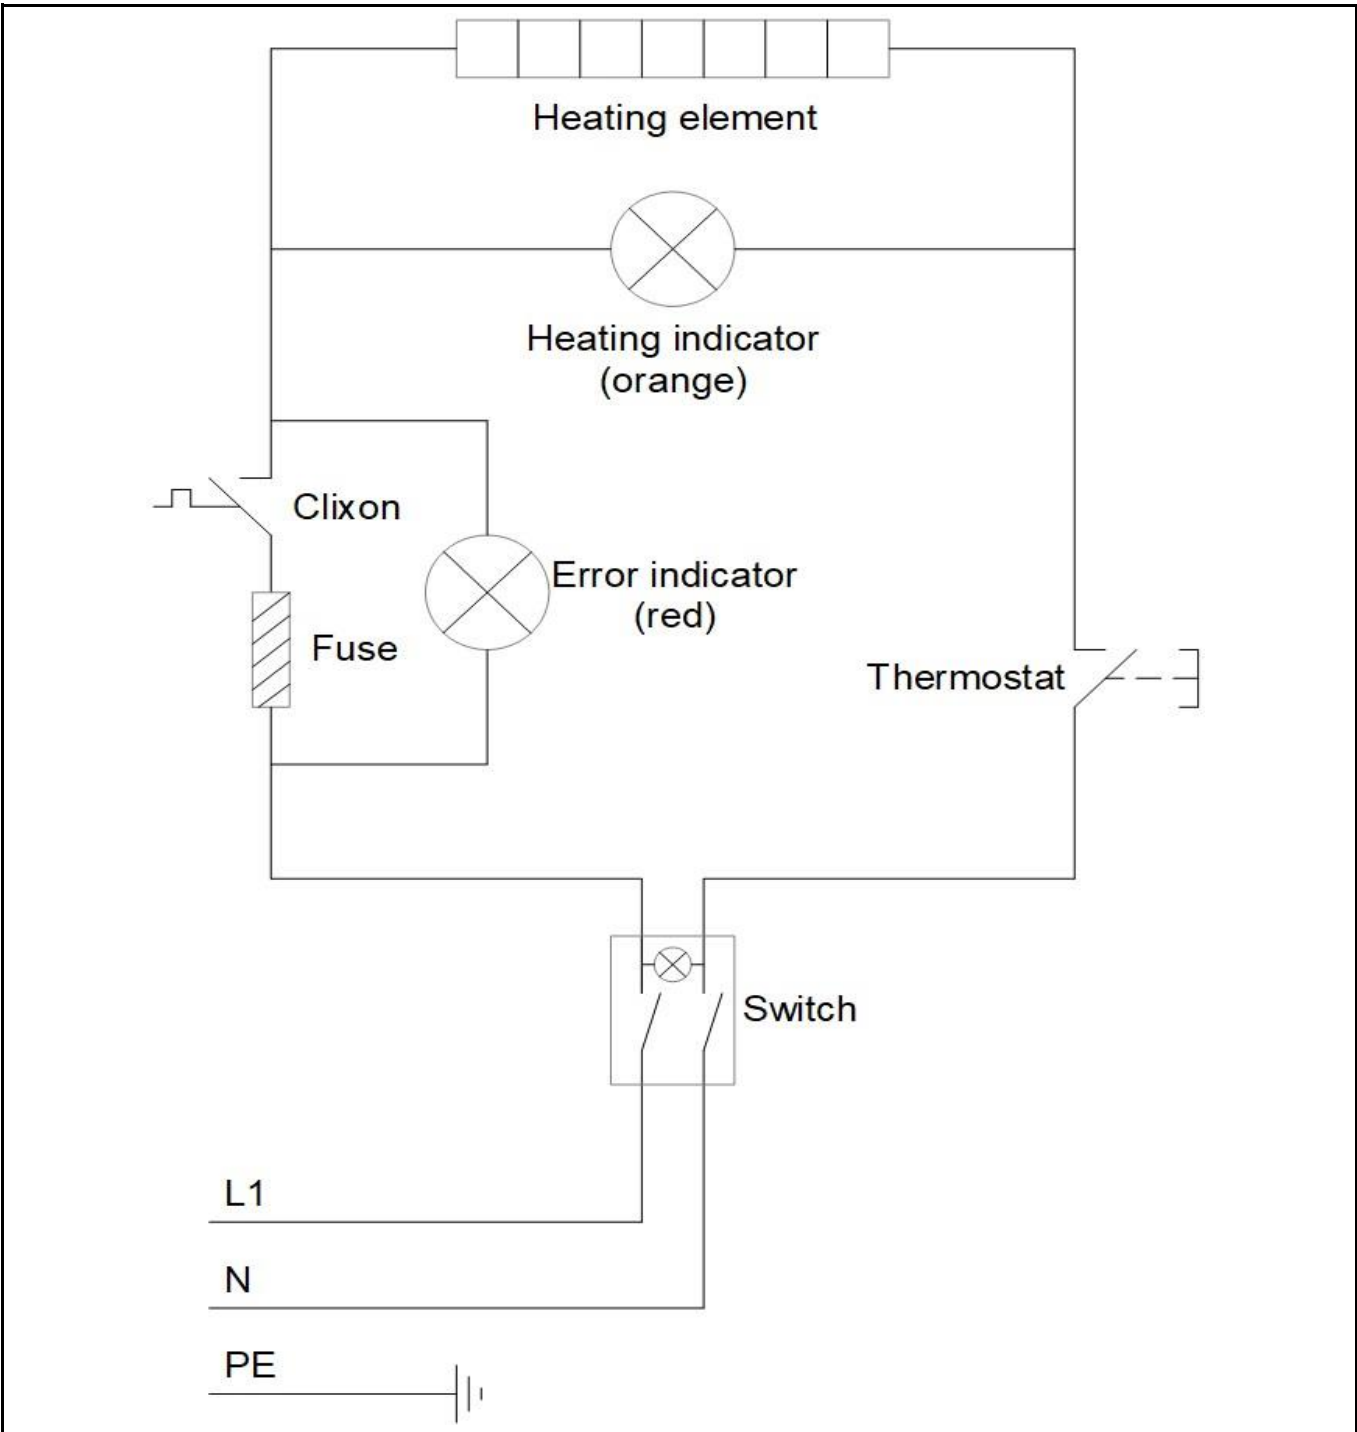 Heating element
Heating indicator
(orange)
Clixon
Error indicator
(red)
Fuse
Thermostat
Switch
L1
N
PE